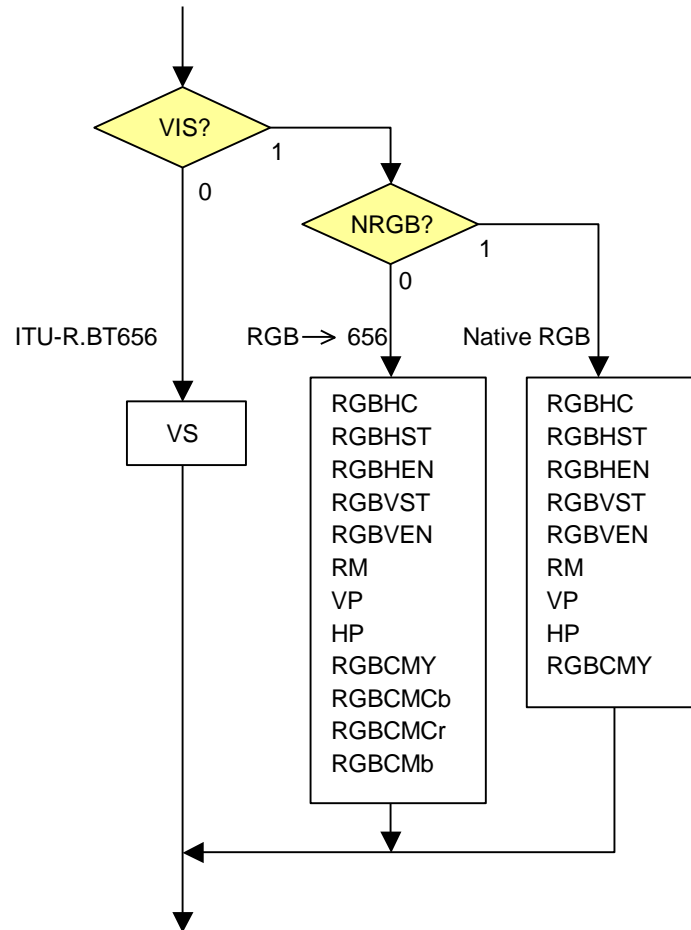 VIS?
1
0
NRGB?
1
0
ITU-R.BT656
RGB → 656
Native RGB
VS
RGBHC
RGBHST
RGBHEN
RGBVST
RGBVEN
RM
VP
HP
RGBCMY
RGBCMCb
RGBCMCr
RGBCMb
RGBHC
RGBHST
RGBHEN
RGBVST
RGBVEN
RM
VP
HP
RGBCMY